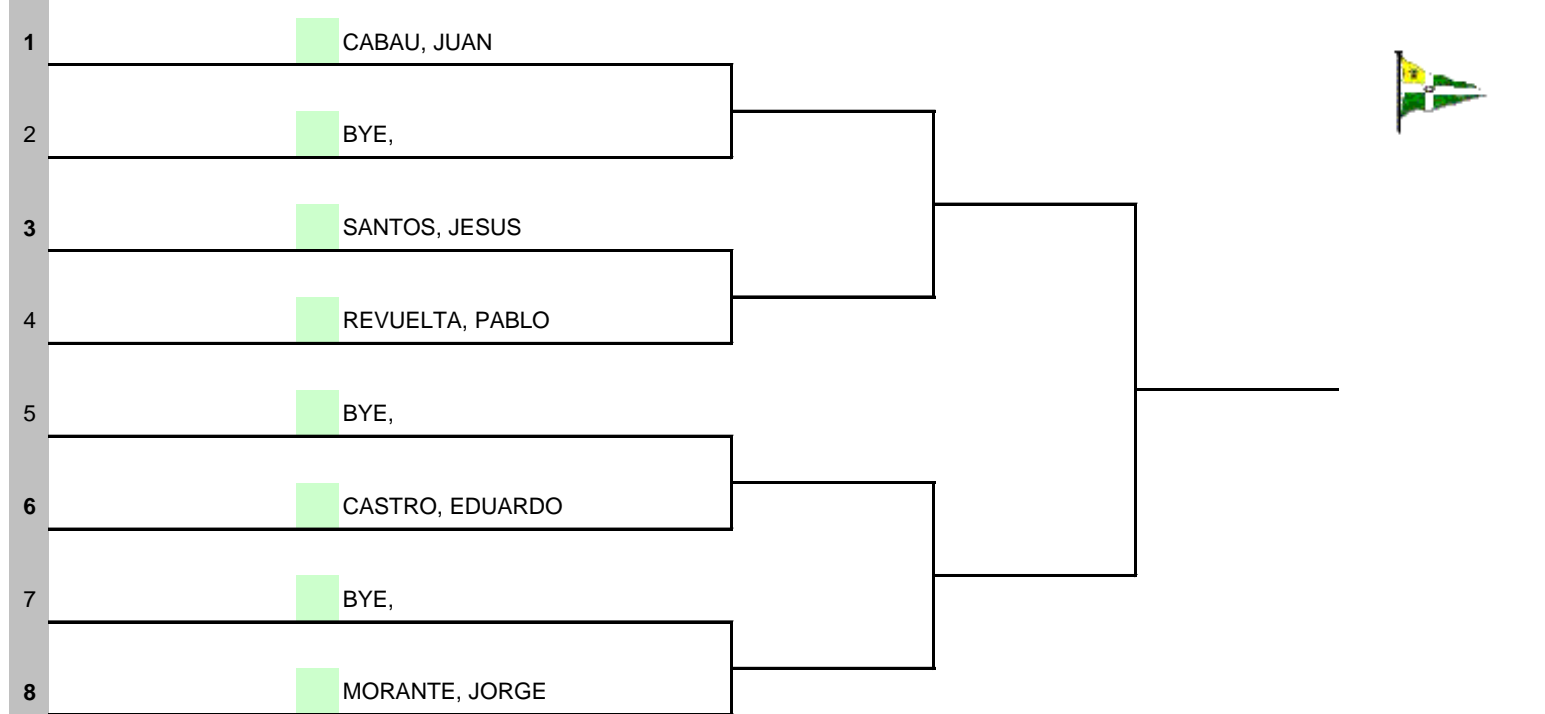 1 CABAU, JUAN
2 BYE,
3 SANTOS, JESUS
4 REVUELTA, PABLO
5 BYE,
6 CASTRO, EDUARDO
7 BYE,
8 MORANTE, JORGE